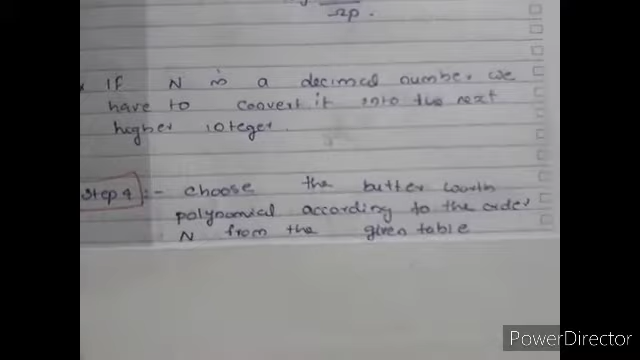 -2p.
If N is a decimal number. we
have to convert it into the next
higher integer.
Step 4 :- choose the butter worth
polynomial according to the order
N from the given table
PowerDirector